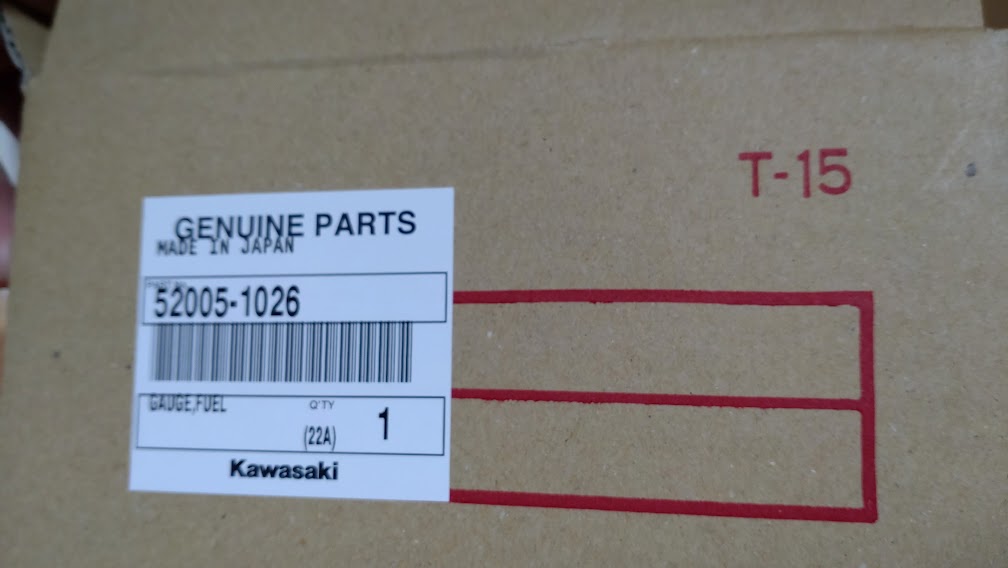 T-15
GENUINE PARTS
MADE IN JAPAN
52005-1026
GAUGE,FUEL
Q'TY
(22A)
1
Kawasaki